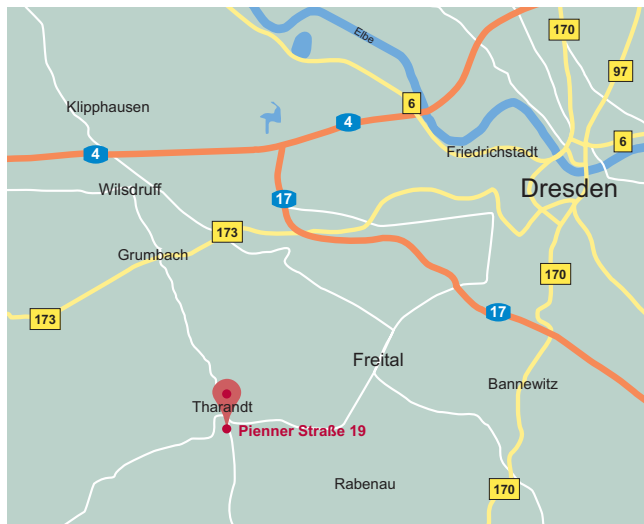 Elbe
170
97
6
Klipphausen
4
4
6
Friedrichstadt
Wilsdruff
17
Dresden
173
Grumbach
170
173
17
Freital
Bannewitz
Tharandt
Pienner Straße 19
Rabenau
170